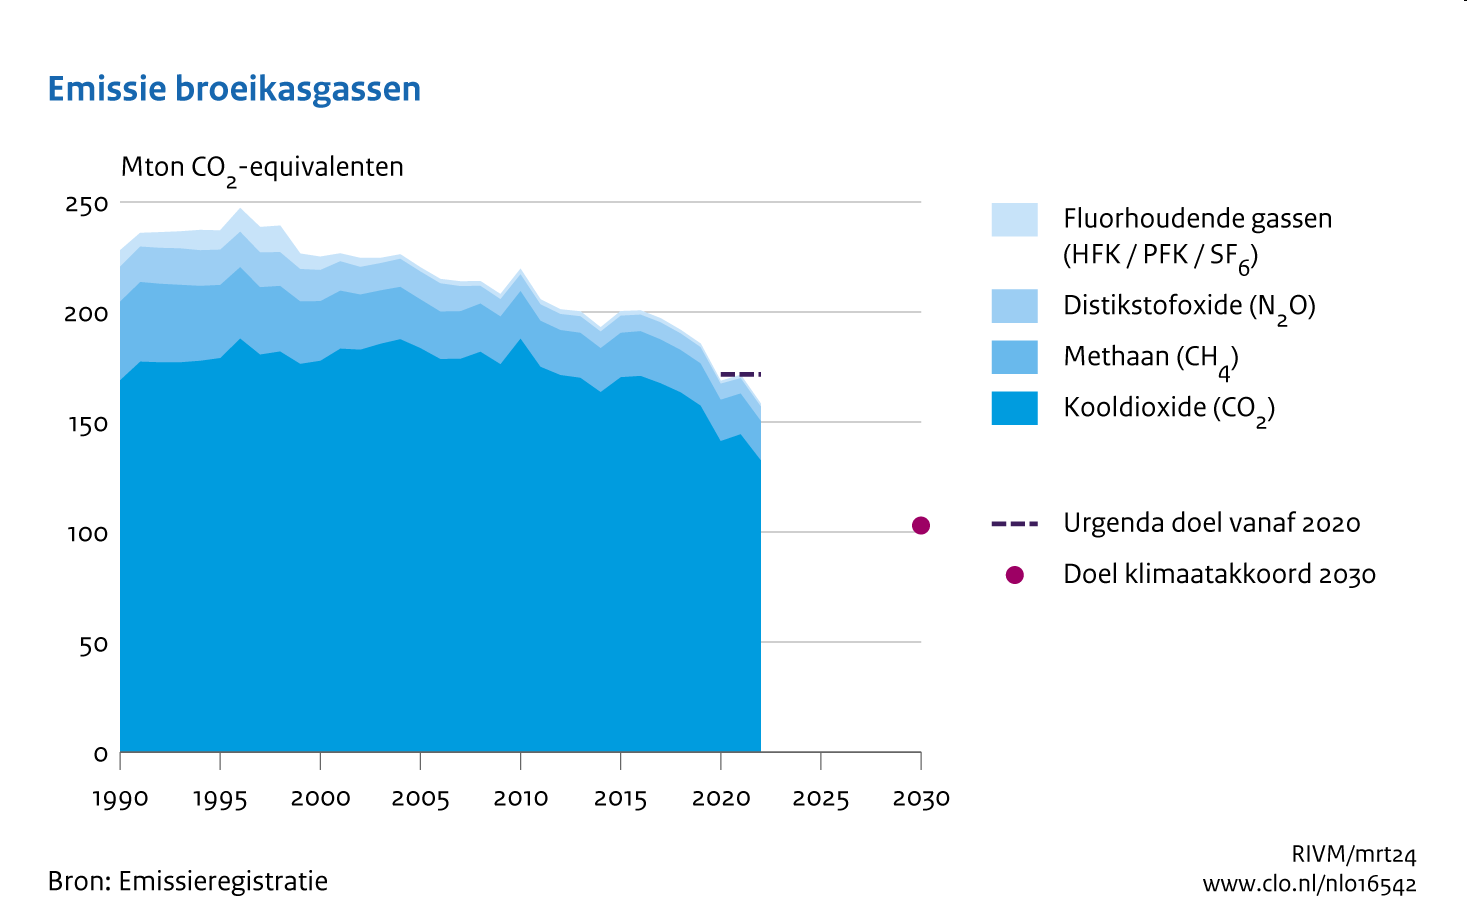 Emissie broeikasgassen
Mton CO₂-equivalenten
250
200
150
100
50
0
1990 1995 2000 2005 2010 2015 2020 2025 2030
Fluorhoudende gassen
(HFK / PFK / SF₆)
Distikstofoxide (N₂O)
Methaan (CH₄)
Kooldioxide (CO₂)
Urgenda doel vanaf 2020
Doel klimaatakkoord 2030
Bron: Emissieregistratie
RIVM/mrt24
www.clo.nl/nl016542